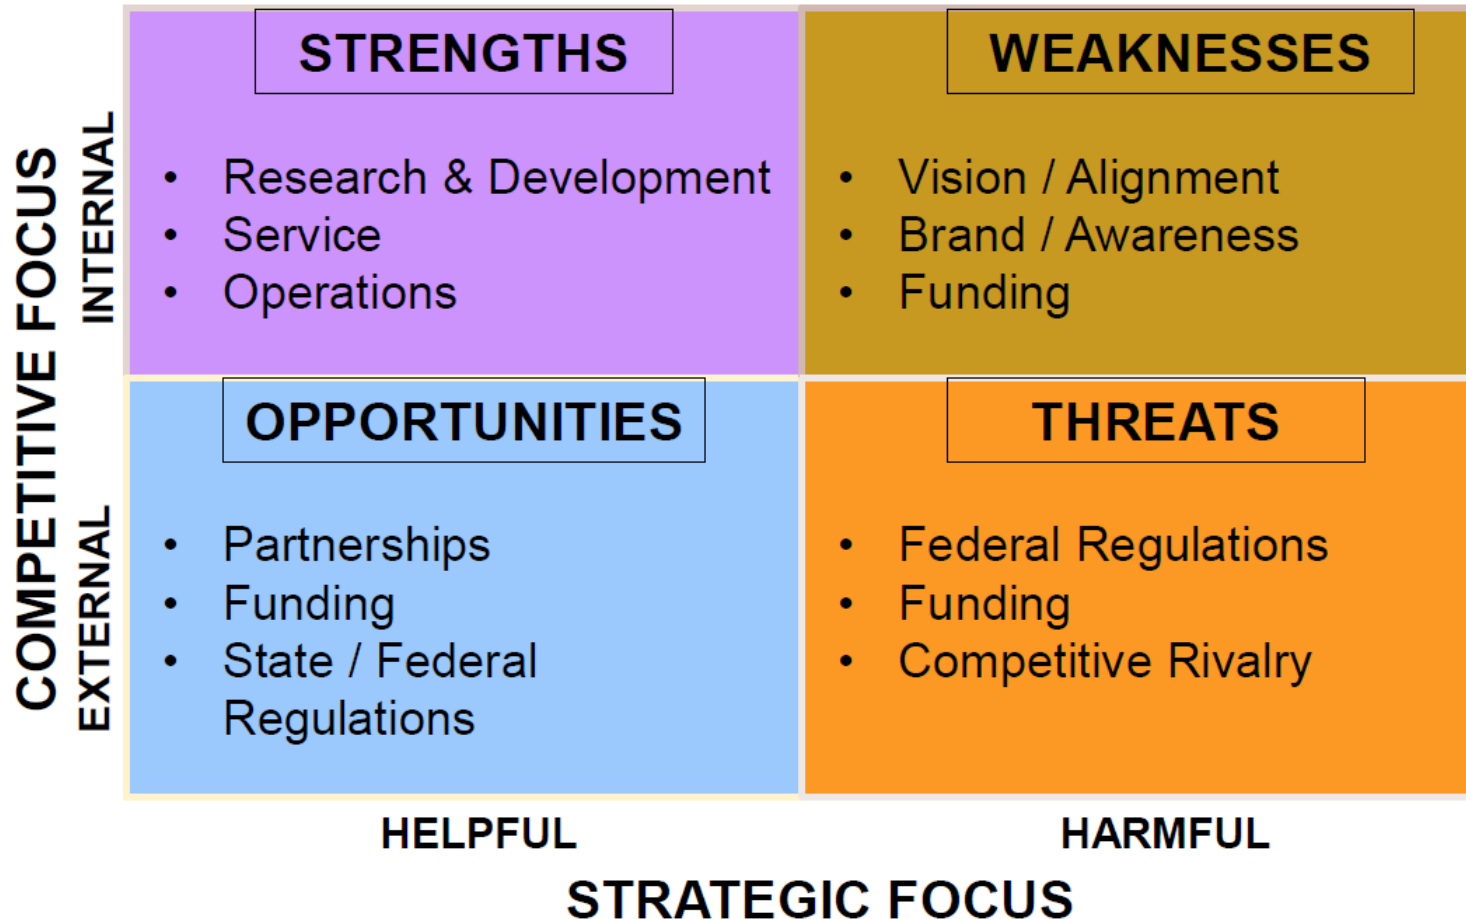 COMPETITIVE FOCUS
INTERNAL
STRENGTHS
• Research & Development
• Service
• Operations
WEAKNESSES
• Vision / Alignment
• Brand / Awareness
• Funding
EXTERNAL
OPPORTUNITIES
• Partnerships
• Funding
• State / Federal
Regulations
THREATS
• Federal Regulations
• Funding
• Competitive Rivalry
HELPFUL
HARMFUL
STRATEGIC FOCUS